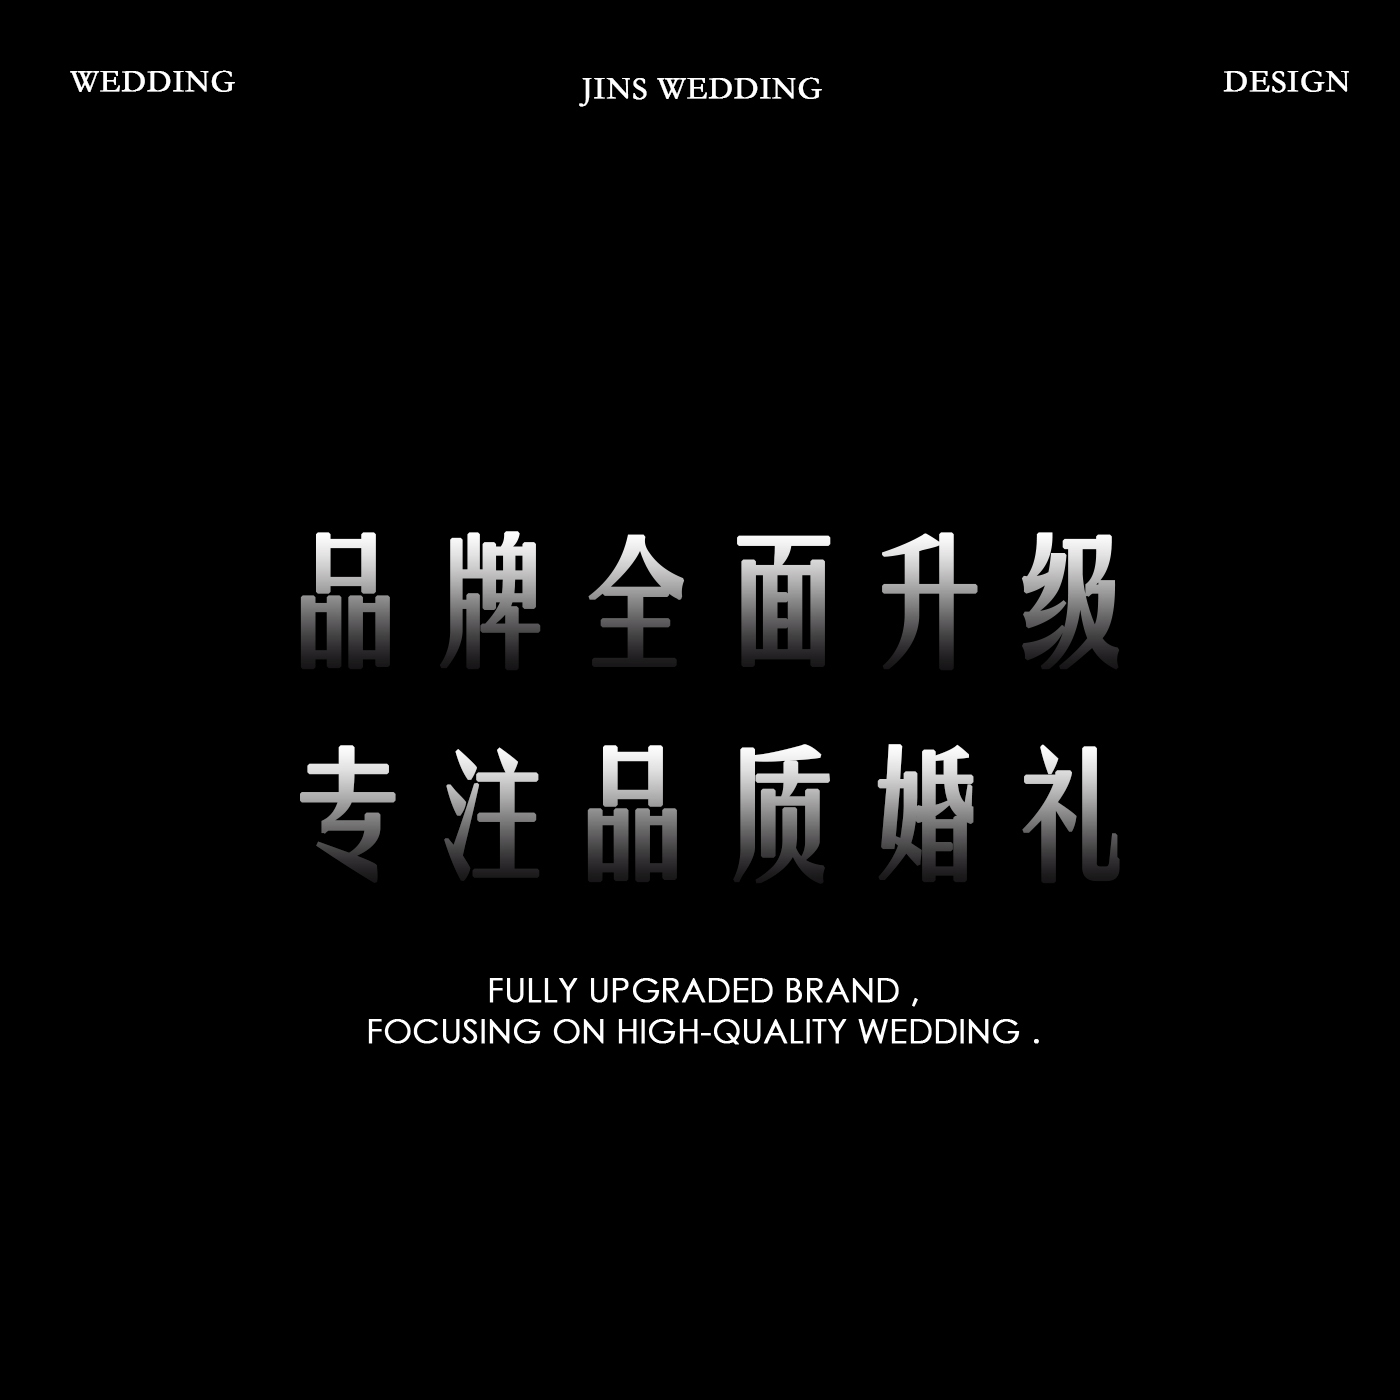 WEDDING
JINS WEDDING
DESIGN
品牌全面升级
专注品质婚礼
FULLY UPGRADED BRAND ,
FOCUSING ON HIGH-QUALITY WEDDING .